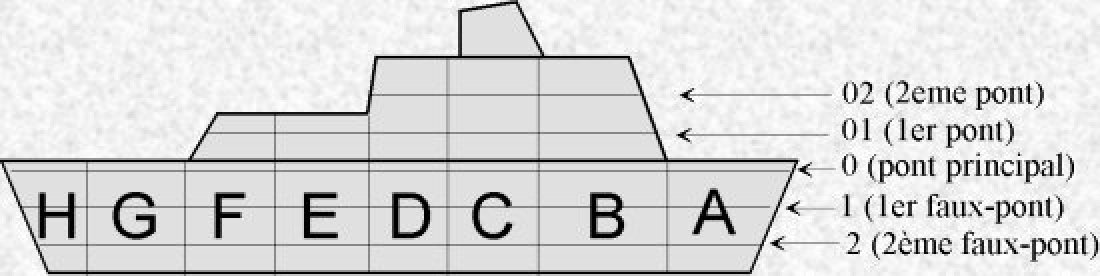 02 (2eme pont)
01 (1er pont)
0 (pont principal)
H G F E D C B A
1 (1er faux-pont)
2 (2ème faux-pont)